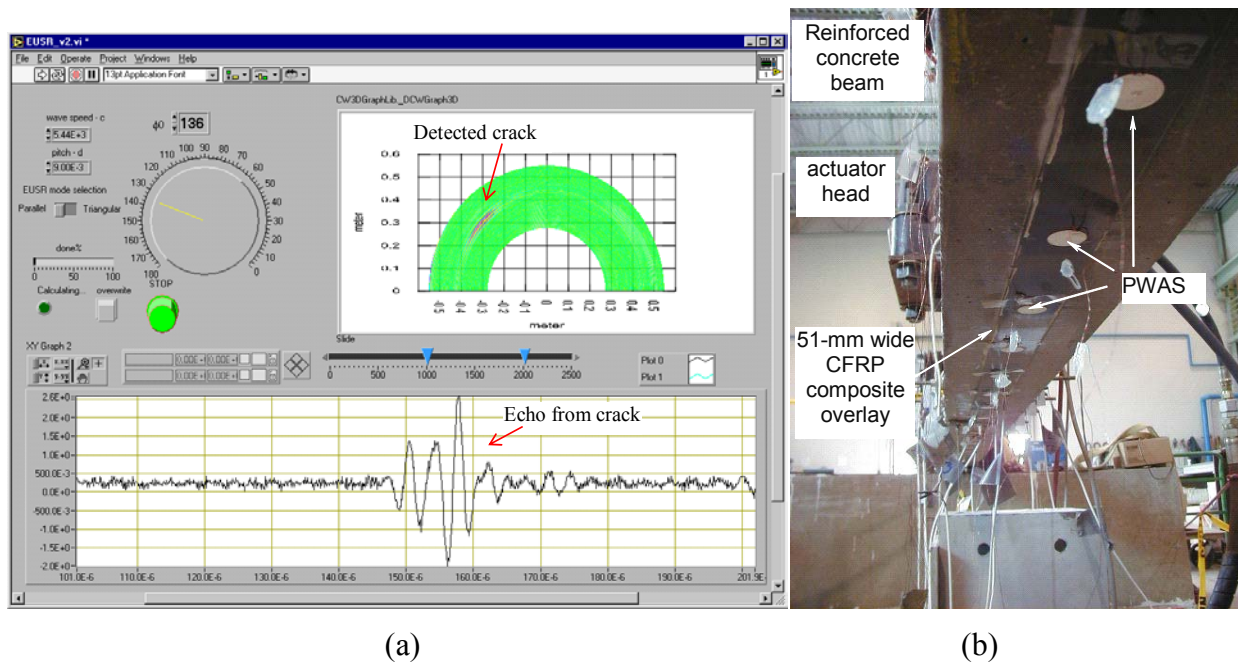 EUSR_v2.vi *
File Edit Operate Project Windows Help
13pt Application Font
1
wave speed - c
5.44E+3
pitch - d
9.00E-3
EUSR mode selection
Parallel Triangular
done%
0 50 100
Calculating... overwrite
STOP
ϕ0 136
0 10 20 30 40 50 60 70 80 90 100 110 120 130 140 150 160 170 180
CW3DGraphLib_DCWGraph3D
Detected crack
0.6
0.5
0.4
0.3
0.2
0.1
0
meter
0.5 0.4 0.3 0.2 0.1 0 0.1 0.2 0.3 0.4 0.5
meter
Slide
0 500 1000 1500 2000 2500
Plot 0
Plot 1
XY Graph 2
2.6E+0
1.5E+0
1.0E+0
500.0E-3
0.0E+0
-500.0E-3
-1.0E+0
-1.5E+0
-2.0E+0
Echo from crack
101.0E-6 120.0E-6 130.0E-6 140.0E-6 150.0E-6 160.0E-6 170.0E-6 180.0E-6 190.0E-6 201.9E-
(a)
Reinforced
concrete
beam
actuator
head
PWAS
51-mm wide
CFRP
composite
overlay
(b)